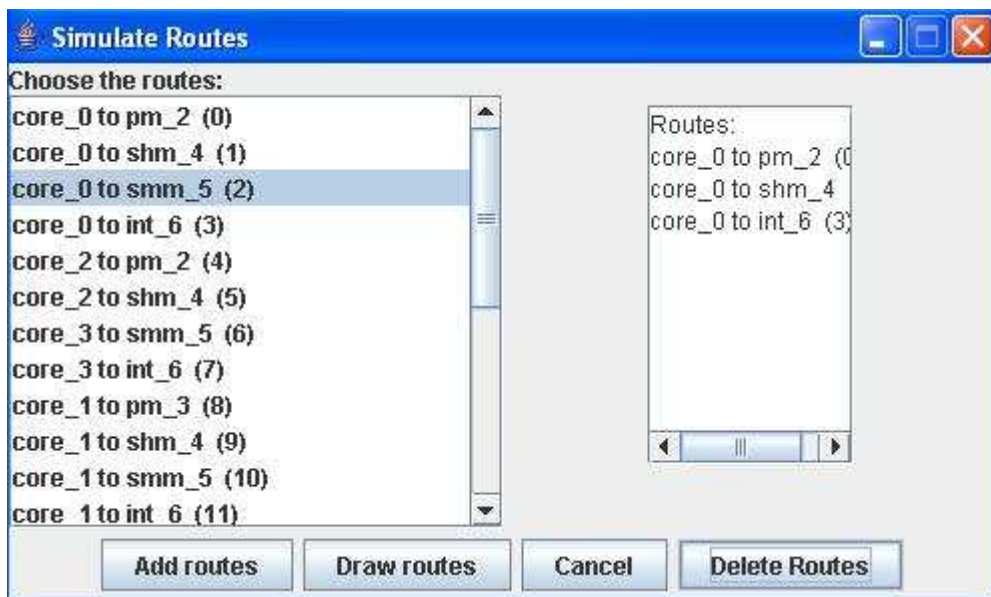 Simulate Routes
Choose the routes:
core_0 to pm_2 (0)
core_0 to shm_4 (1)
core_0 to smm_5 (2)
core_0 to int_6 (3)
core_2 to pm_2 (4)
core_2 to shm_4 (5)
core_3 to smm_5 (6)
core_3 to int_6 (7)
core_1 to pm_3 (8)
core_1 to shm_4 (9)
core_1 to smm_5 (10)
core_1 to int_6 (11)
Routes:
core_0 to pm_2 (0
core_0 to shm_4
core_0 to int_6 (3)
Add routes
Draw routes
Cancel
Delete Routes